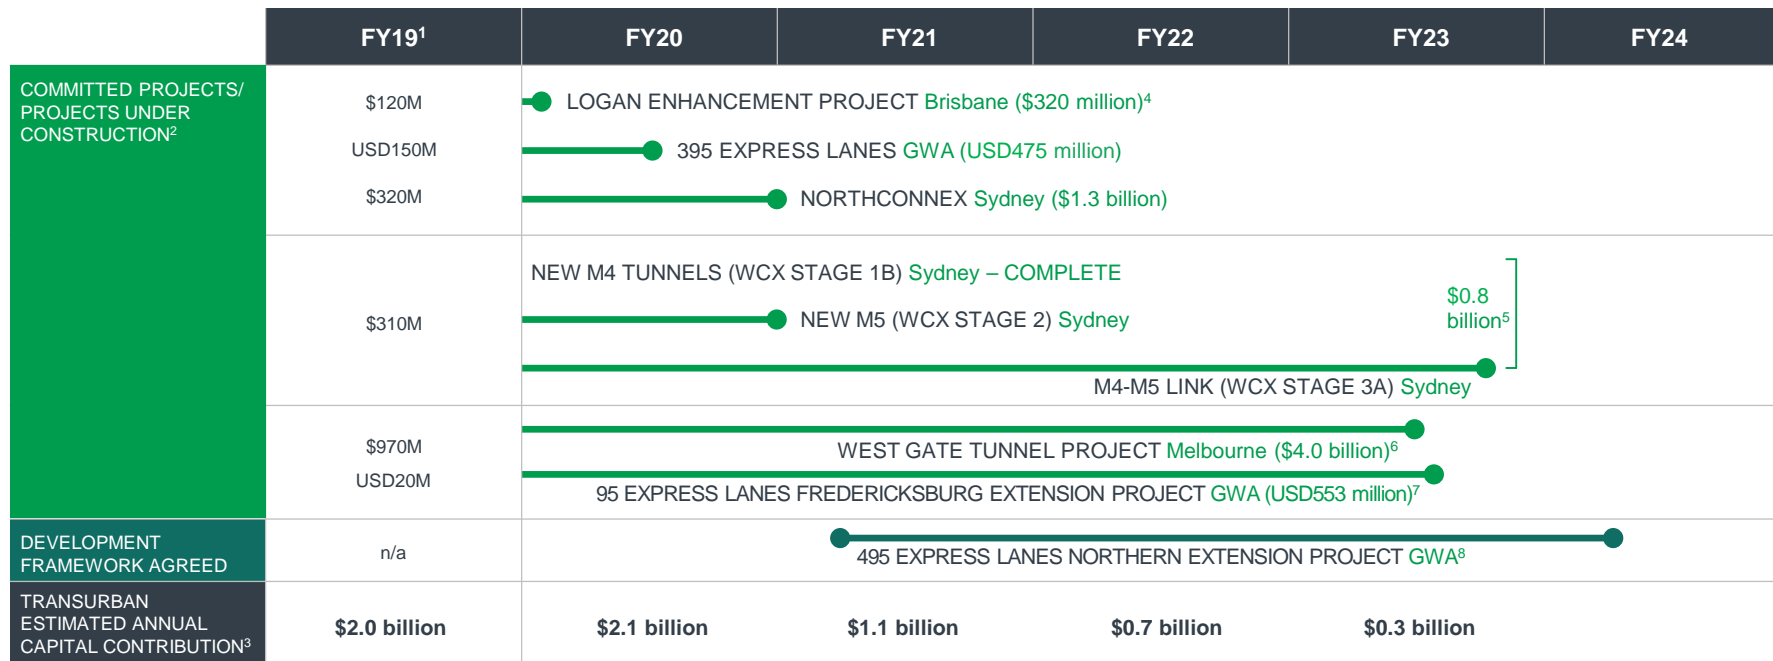 FY19¹ FY20 FY21 FY22 FY23 FY24
COMMITTED PROJECTS/
PROJECTS UNDER
CONSTRUCTION²
$120M
LOGAN ENHANCEMENT PROJECT Brisbane ($320 million)⁴
USD150M
395 EXPRESS LANES GWA (USD475 million)
$320M
NORTHCONNEX Sydney ($1.3 billion)
$310M
NEW M4 TUNNELS (WCX STAGE 1B) Sydney – COMPLETE
NEW M5 (WCX STAGE 2) Sydney
M4-M5 LINK (WCX STAGE 3A) Sydney
$0.8
billion⁵
$970M
WEST GATE TUNNEL PROJECT Melbourne ($4.0 billion)⁶
USD20M
95 EXPRESS LANES FREDERICKSBURG EXTENSION PROJECT GWA (USD553 million)⁷
DEVELOPMENT
FRAMEWORK AGREED
n/a
495 EXPRESS LANES NORTHERN EXTENSION PROJECT GWA⁸
TRANSURBAN
ESTIMATED ANNUAL
CAPITAL CONTRIBUTION³
$2.0 billion $2.1 billion $1.1 billion $0.7 billion $0.3 billion